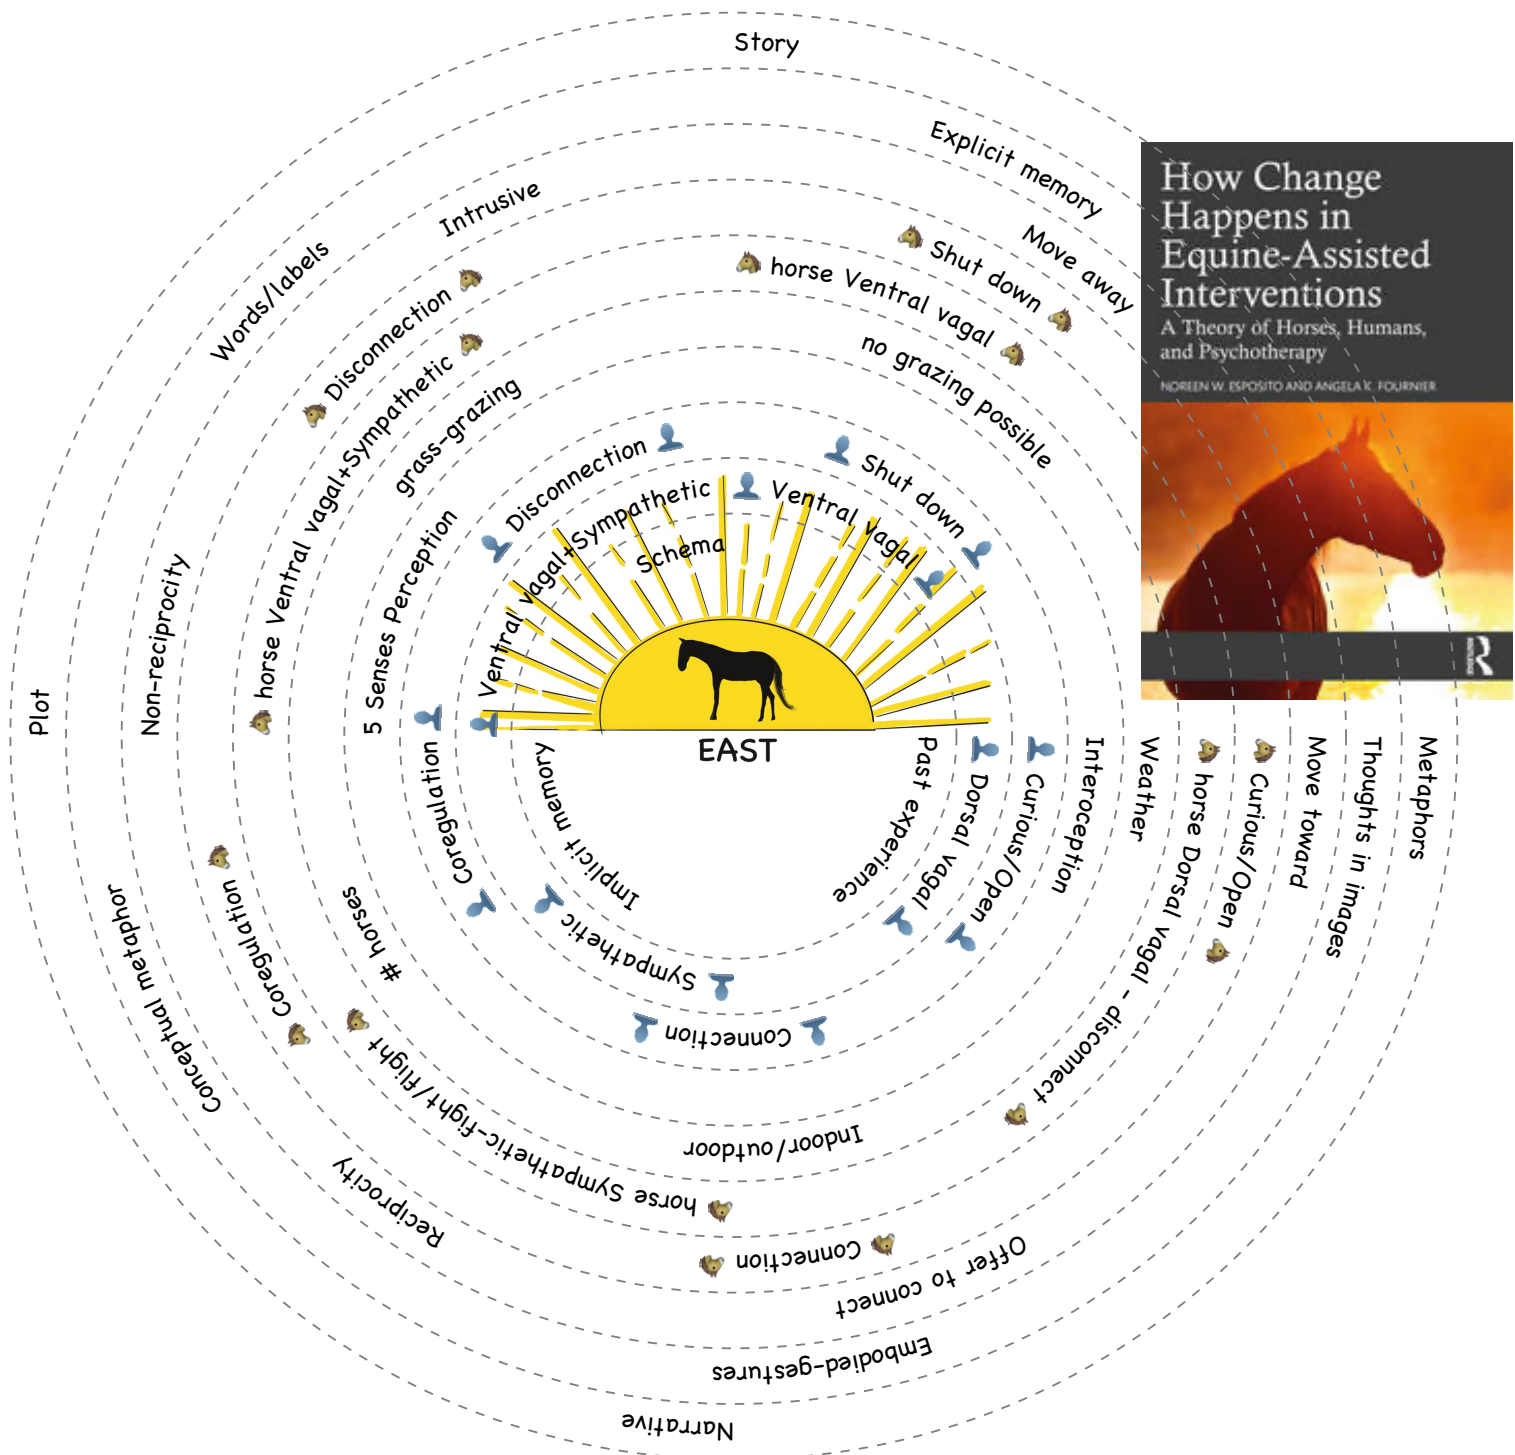 Story
Explicit memory
Intrusive
Words/labels
Move away
Shut down
horse Ventral vagal
Disconnection
horse Ventral vagal+Sympathetic
no grazing possible
grass-grazing
Disconnection
Shut down
Ventral vagal+Sympathetic
Ventral vagal
Schema
5 Senses Perception
Non-reciprocity
Plot
EAST
How Change
Happens in
Equine-Assisted
Interventions
A Theory of Horses, Humans,
and Psychotherapy
NOREEN W. ESPOSITO AND ANGELA K. FOURNIER
R
ROUTLEDGE
Past experience
Dorsal vagal
Curious/Open
Interoception
Weather
horse Dorsal vagal - disconnect
Curious/Open
Move toward
Thoughts in images
Metaphors
Implicit memory
Coregulation
Sympathetic
Connection
# horses
Coregulation
Conceptual metaphor
horse Sympathetic-fight/flight
Indoor/outdoor
Reciprocity
Connection
Offer to connect
Embodied-gestures
Narrative